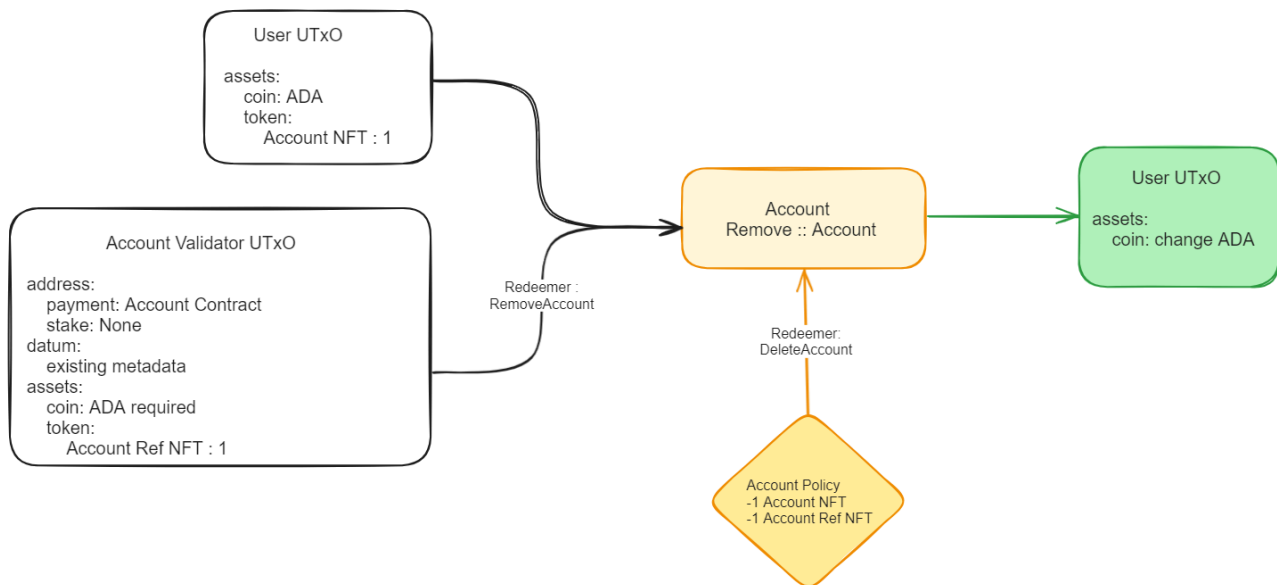 User UTxO
assets:
coin: ADA
token:
Account NFT : 1
Account Validator UTxO
address:
payment: Account Contract
stake: None
datum:
existing metadata
assets:
coin: ADA required
token:
Account Ref NFT : 1
Redeemer :
RemoveAccount
Account
Remove :: Account
Redeemer:
DeleteAccount
Account Policy
-1 Account NFT
-1 Account Ref NFT
User UTxO
assets:
coin: change ADA